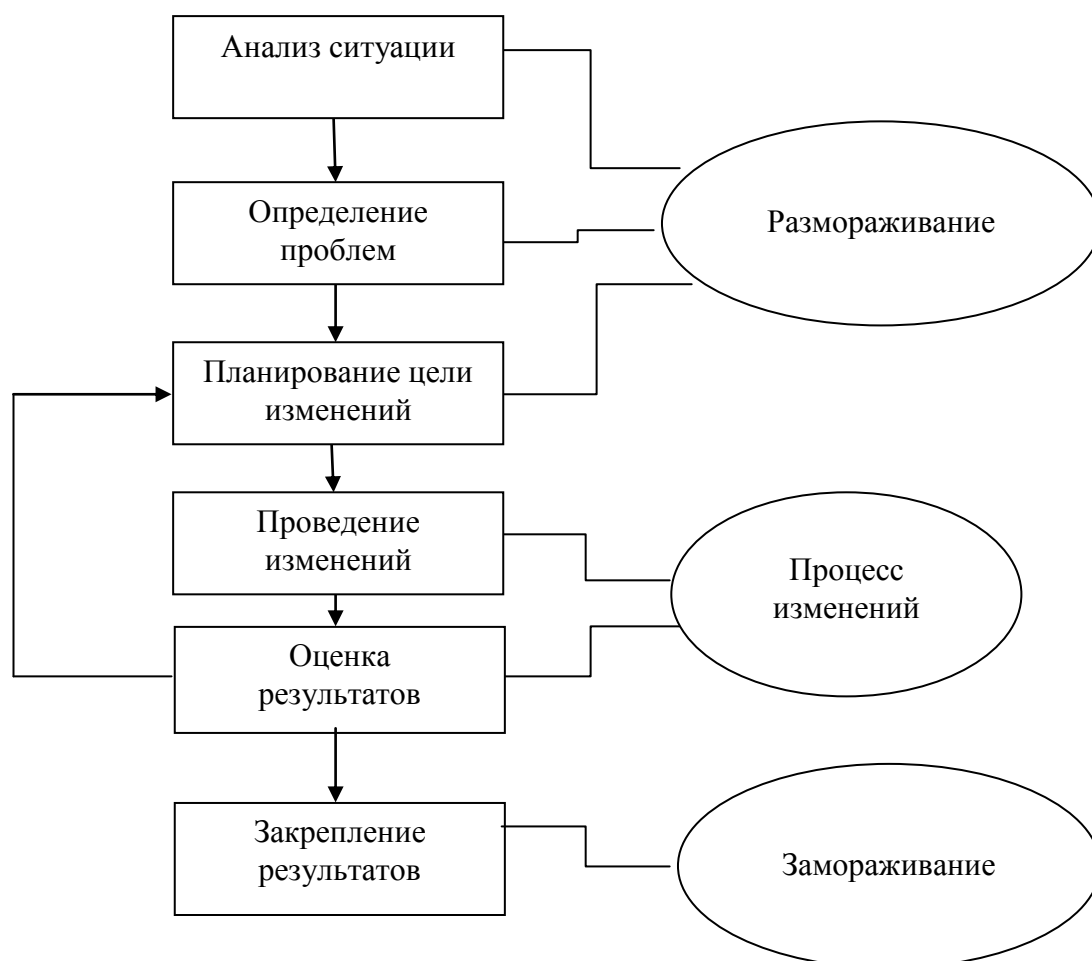 Анализ ситуации
Размораживание
Определение
проблем
Планирование цели
изменений
Проведение
изменений
Процесс
изменений
Оценка
результатов
Закрепление
результатов
Замораживание